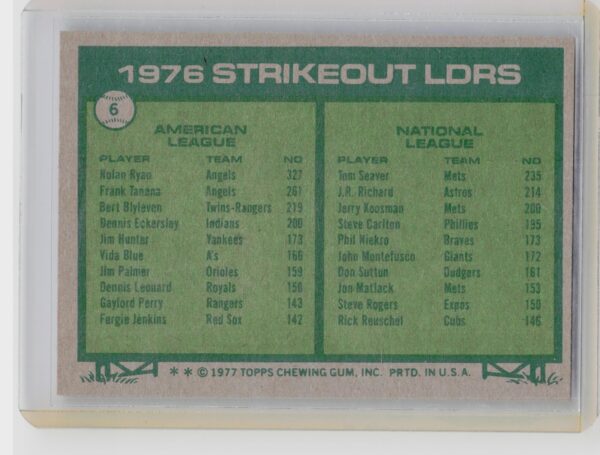 1976 STRIKEOUT LDRS
6
AMERICAN
LEAGUE
PLAYER TEAM NO
Nolan Ryan Angels 327
Frank Tanana Angels 261
Bert Blyleven Twins-Rangers 219
Dennis Eckersley Indians 200
Jim Hunter Yankees 173
Vida Blue A's 166
Jim Palmer Orioles 159
Dennis Leonard Royals 150
Gaylord Perry Rangers 143
Fergie Jenkins Red Sox 142
NATIONAL
LEAGUE
PLAYER TEAM NO
Tom Seaver Mets 235
J.R. Richard Astros 214
Jerry Koosman Mets 200
Steve Carlton Phillies 195
Phil Niekro Braves 173
John Montefusco Giants 172
Don Sutton Dodgers 161
Jon Matlack Mets 153
Steve Rogers Expos 150
Rick Reuschel Cubs 146
** © 1977 TOPPS CHEWING GUM, INC. PRTD. IN U.S.A.